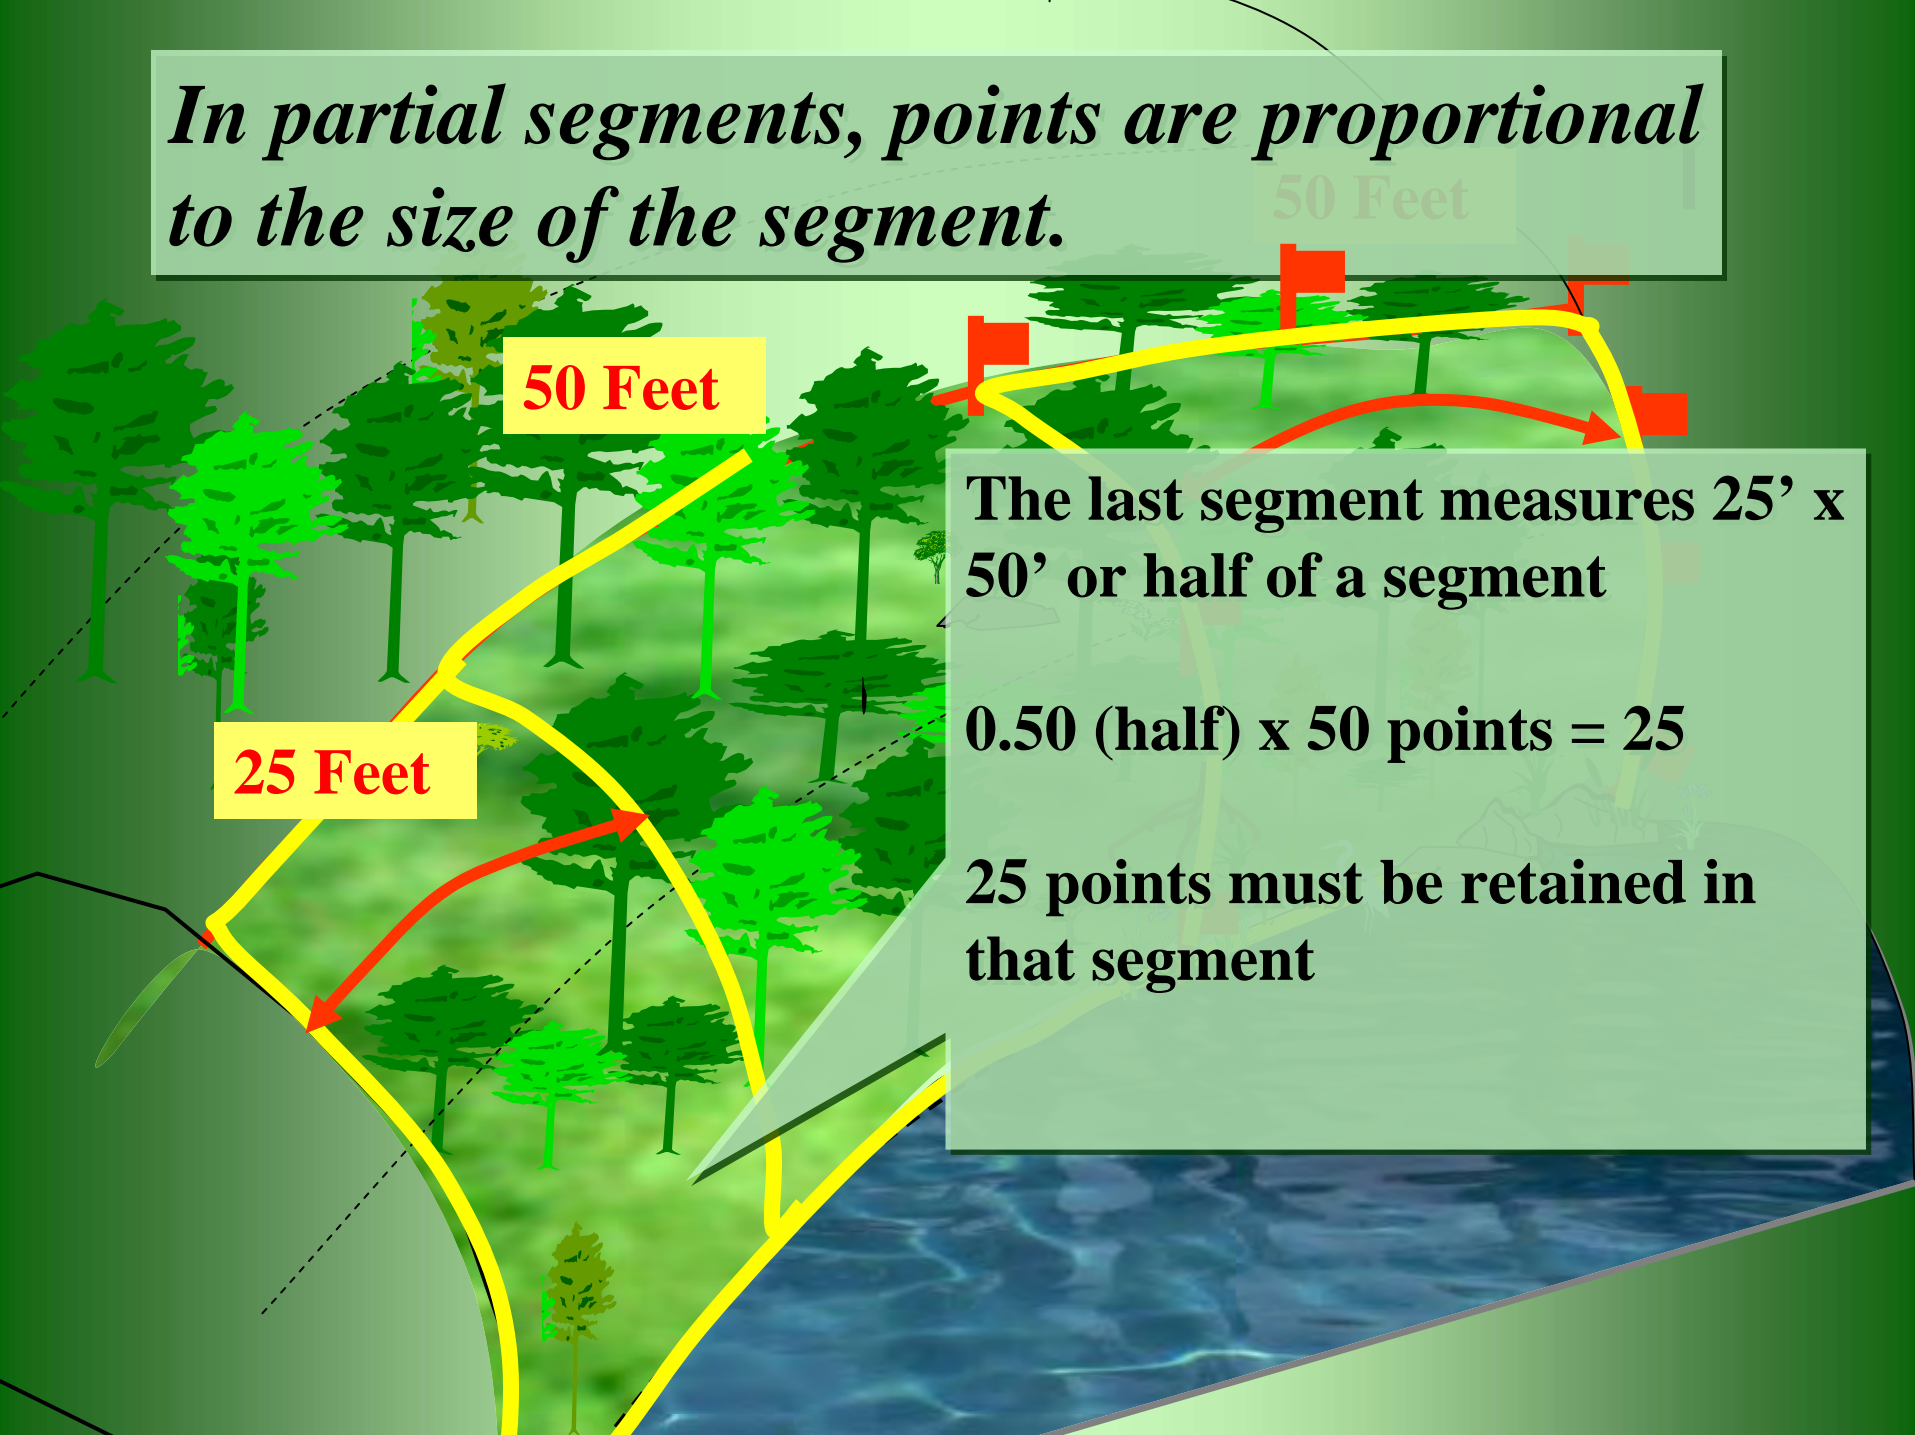 In partial segments, points are proportional
to the size of the segment.
50 Feet
50 Feet
25 Feet
The last segment measures 25’ x
50’ or half of a segment
0.50 (half) x 50 points = 25
25 points must be retained in
that segment